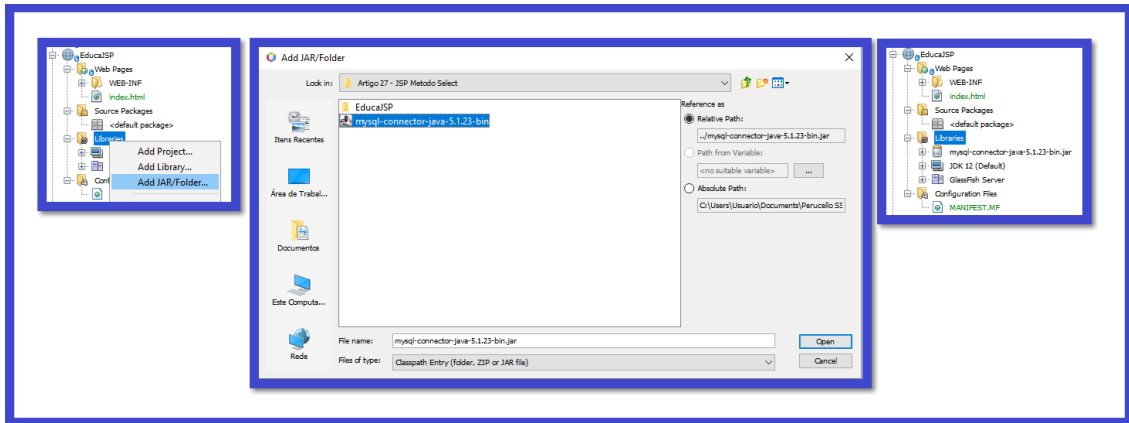 EducaJSP
Web Pages
WEB-INF
index.html
Source Packages
<default package>
Libraries
Add Project...
Add Library...
Conf
Add JAR/Folder...
Add JAR/Folder
Look in:
Artigo 27 - JSP Metodo Select
Itens Recentes
Área de Trabal...
Documentos
Este Computa...
Rede
EducaJSP
mysql-connector-java-5.1.23-bin
Reference as
Relative Path:
../mysql-connector-java-5.1.23-bin.jar
Path from Variable:
<no suitable variable>
...
Absolute Path:
C:\Users\Usuario\Documents\Perucello SS
File name:
mysql-connector-java-5.1.23-bin.jar
Open
Files of type:
Classpath Entry (folder, ZIP or JAR file)
Cancel
EducaJSP
Web Pages
WEB-INF
index.html
Source Packages
<default package>
Libraries
mysql-connector-java-5.1.23-bin.jar
JDK 12 (Default)
GlassFish Server
Configuration Files
MANIFEST.MF